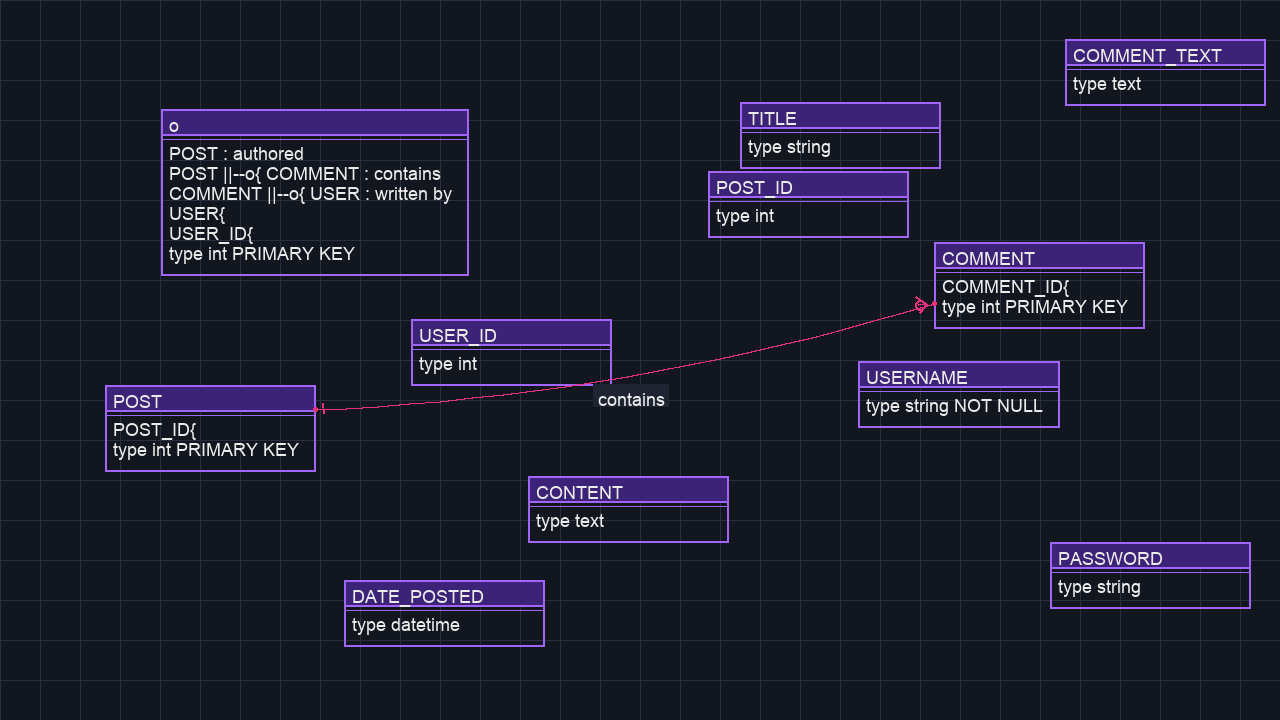 COMMENT_TEXT
type text
TITLE
type string
o
POST : authored
POST ||--o{ COMMENT : contains
COMMENT ||--o{ USER : written by
USER{
USER_ID{
type int PRIMARY KEY
POST_ID
type int
COMMENT
COMMENT_ID{
type int PRIMARY KEY
USER_ID
type int
contains
USERNAME
type string NOT NULL
POST
POST_ID{
type int PRIMARY KEY
CONTENT
type text
PASSWORD
type string
DATE_POSTED
type datetime